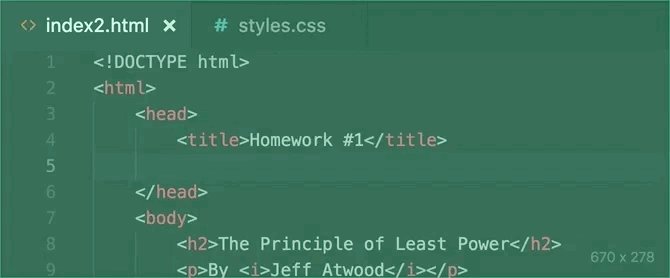 <> index2.html × # styles.css
1 <!DOCTYPE html>
2 <html>
3 <head>
4 <title>Homework #1</title>
5
6 </head>
7 <body>
8 <h2>The Principle of Least Power</h2>
9 <p>By <i>Jeff Atwood</i></p>
670 x 278